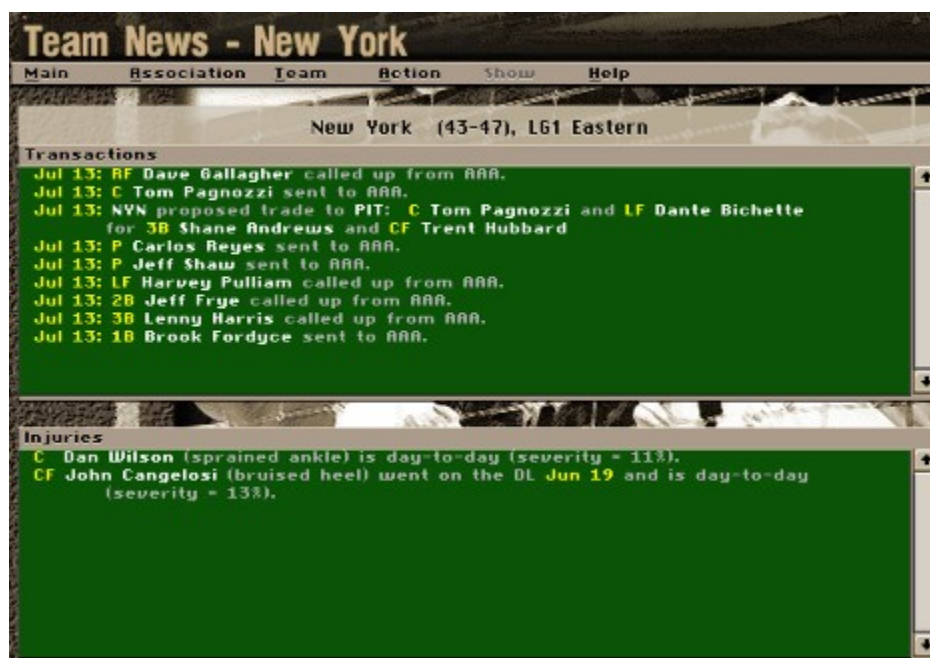 Team News - New York
Main Association Team Action Show Help
New York (43-47), LG1 Eastern
Transactions
Jul 13: RF Dave Gallagher called up from AAA.
Jul 13: C Tom Pagnozzi sent to AAA.
Jul 13: NYN proposed trade to PIT: C Tom Pagnozzi and LF Dante Bichette
for 3B Shane Andrews and CF Trent Hubbard
Jul 13: P Carlos Reyes sent to AAA.
Jul 13: P Jeff Shaw sent to AAA.
Jul 13: LF Harvey Pulliam called up from AAA.
Jul 13: 2B Jeff Frye called up from AAA.
Jul 13: 3B Lenny Harris called up from AAA.
Jul 13: 1B Brook Fordyce sent to AAA.
Injuries
C Dan Wilson (sprained ankle) is day-to-day (severity = 11%).
CF John Cangelosi (bruised heel) went on the DL Jun 19 and is day-to-day
(severity = 13%).